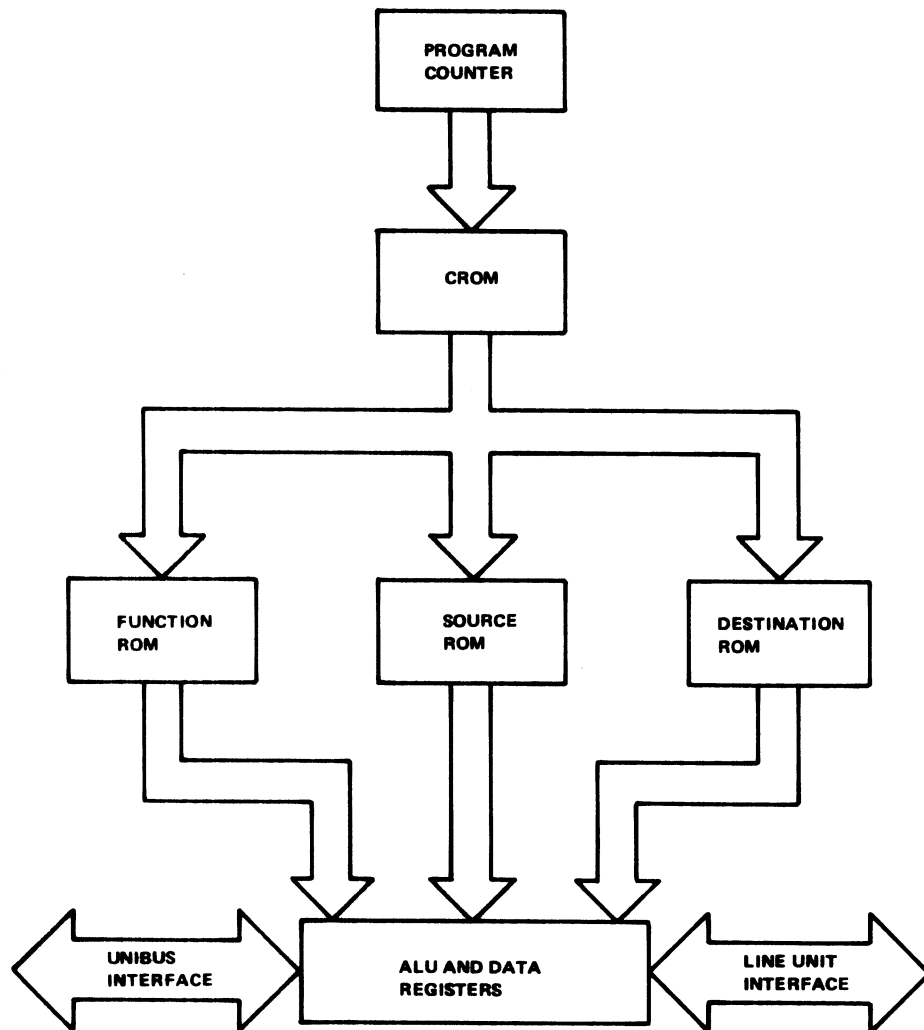 PROGRAM
COUNTER
CROM
FUNCTION
ROM
SOURCE
ROM
DESTINATION
ROM
UNIBUS
INTERFACE
ALU AND DATA
REGISTERS
LINE UNIT
INTERFACE